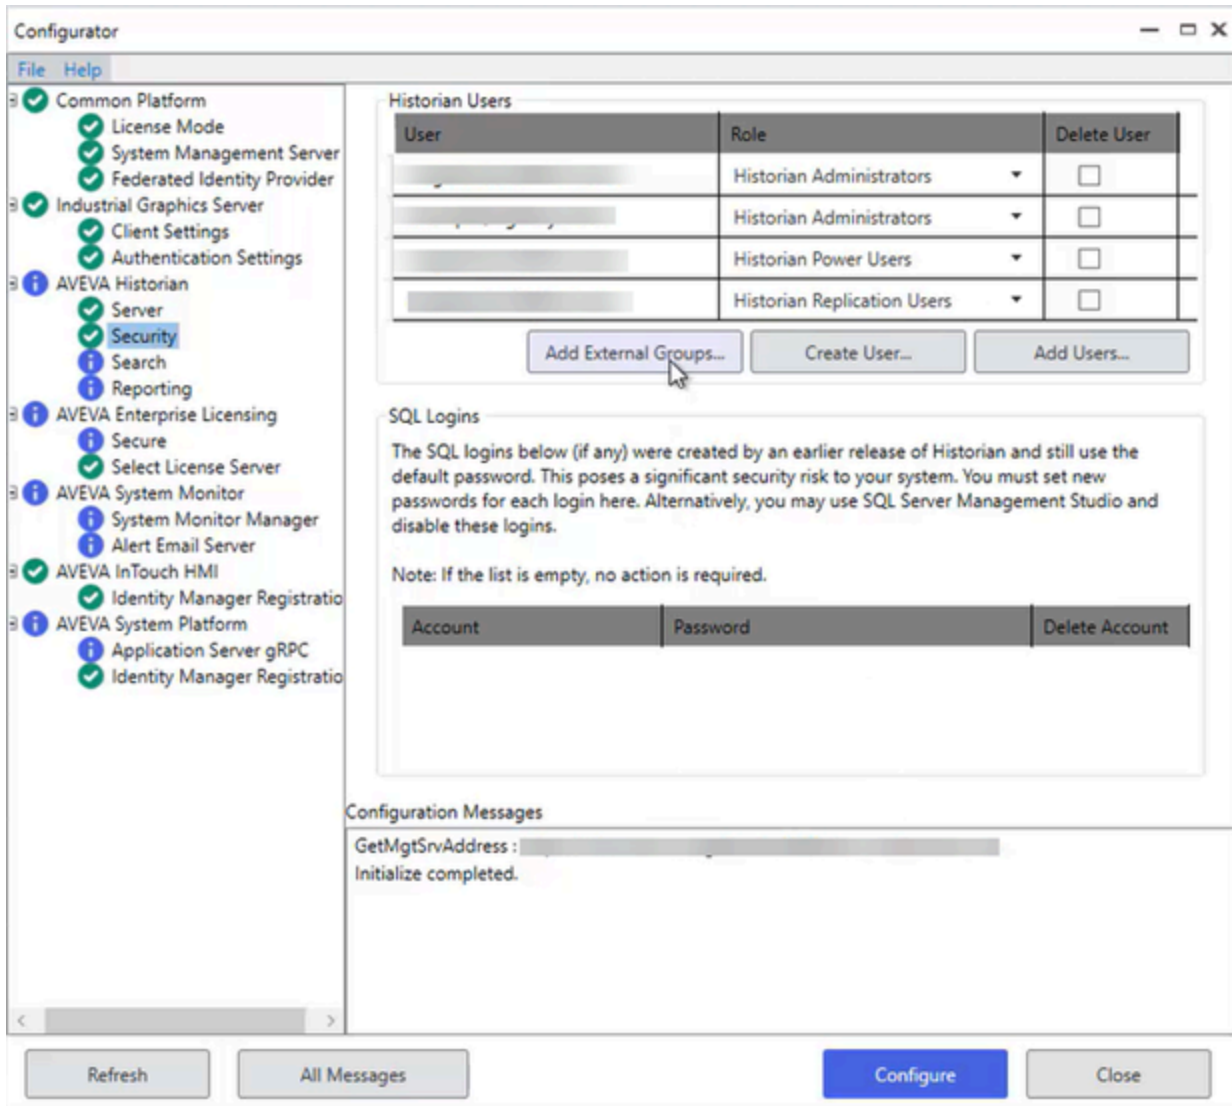 Configurator
File Help
Common Platform
License Mode
System Management Server
Federated Identity Provider
Industrial Graphics Server
Client Settings
Authentication Settings
AVEVA Historian
Server
Security
Search
Reporting
AVEVA Enterprise Licensing
Secure
Select License Server
AVEVA System Monitor
System Monitor Manager
Alert Email Server
AVEVA InTouch HMI
Identity Manager Registratio
AVEVA System Platform
Application Server gRPC
Identity Manager Registratio
Historian Users
User Role Delete User
Historian Administrators
Historian Administrators
Historian Power Users
Historian Replication Users
Add External Groups... Create User... Add Users...
SQL Logins
The SQL logins below (if any) were created by an earlier release of Historian and still use the
default password. This poses a significant security risk to your system. You must set new
passwords for each login here. Alternatively, you may use SQL Server Management Studio and
disable these logins.
Note: If the list is empty, no action is required.
Account Password Delete Account
Configuration Messages
GetMgtSrvAddress :
Initialize completed.
Refresh All Messages Configure Close